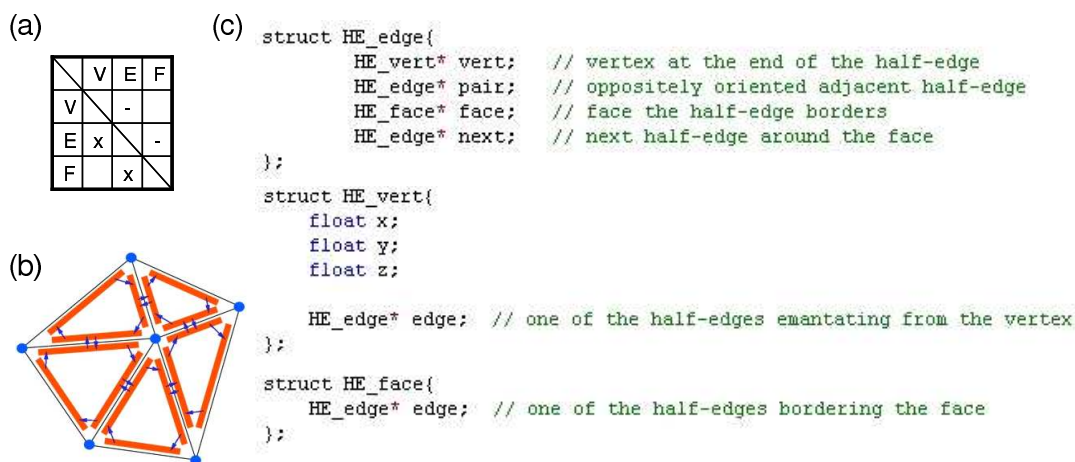 (a)
V E F
V -
E x -
F x
(b)
(c)
struct HE_edge{
HE_vert* vert; // vertex at the end of the half-edge
HE_edge* pair; // oppositely oriented adjacent half-edge
HE_face* face; // face the half-edge borders
HE_edge* next; // next half-edge around the face
};
struct HE_vert{
float x;
float y;
float z;
HE_edge* edge; // one of the half-edges emantating from the vertex
};
struct HE_face{
HE_edge* edge; // one of the half-edges bordering the face
};